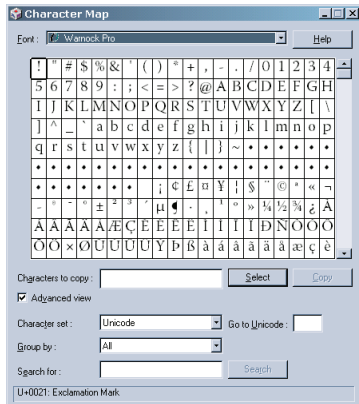 Character Map
Font : Warnock Pro Help
! " # $ % & ' ( ) * + , - . / 0 1 2 3 4
5 6 7 8 9 : ; < = > ? @ A B C D E F G H
I J K L M N O P Q R S T U V W X Y Z [ \
] ^ _ ` a b c d e f g h i j k l m n o p
q r s t u v w x y z { | } ~
¡ ¢ £ ¤ ¥ ¦ § ¨ © ª « ¬
- ® ¯ ° ± ² ³ ´ µ ¶ · ¸ ¹ º » ¼ ½ ¾ ¿ À
Á Â Ã Ä Å Æ Ç È É Ê Ë Ì Í Î Ï Ð Ñ Ò Ó Ô
Õ Ö × Ø Ù Ú Û Ü Ý Þ ß à á â ã ä å æ ç è
Characters to copy : Select Copy
Advanced view
Character set : Unicode Go to Unicode :
Group by : All
Search for : Search
U+0021: Exclamation Mark